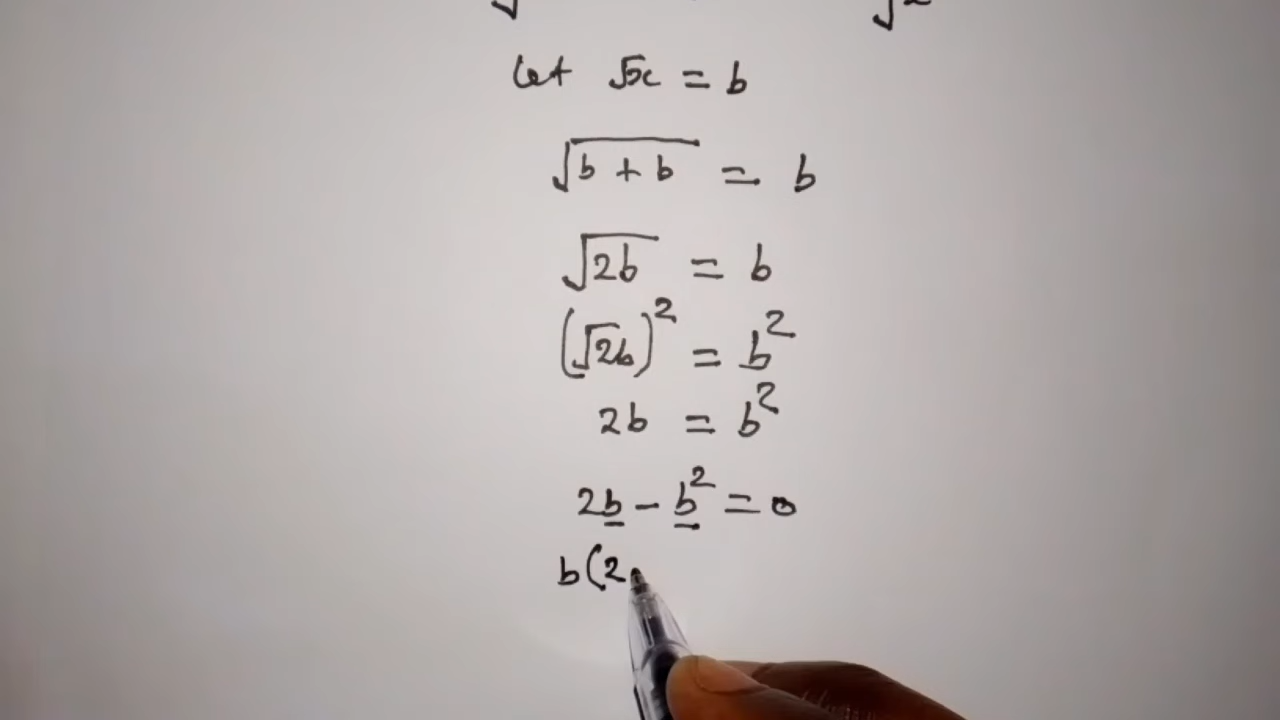 let √x = b
√b + b = b
√2b = b
(√2b)² = b²
2b = b²
2b - b² = 0
b(2